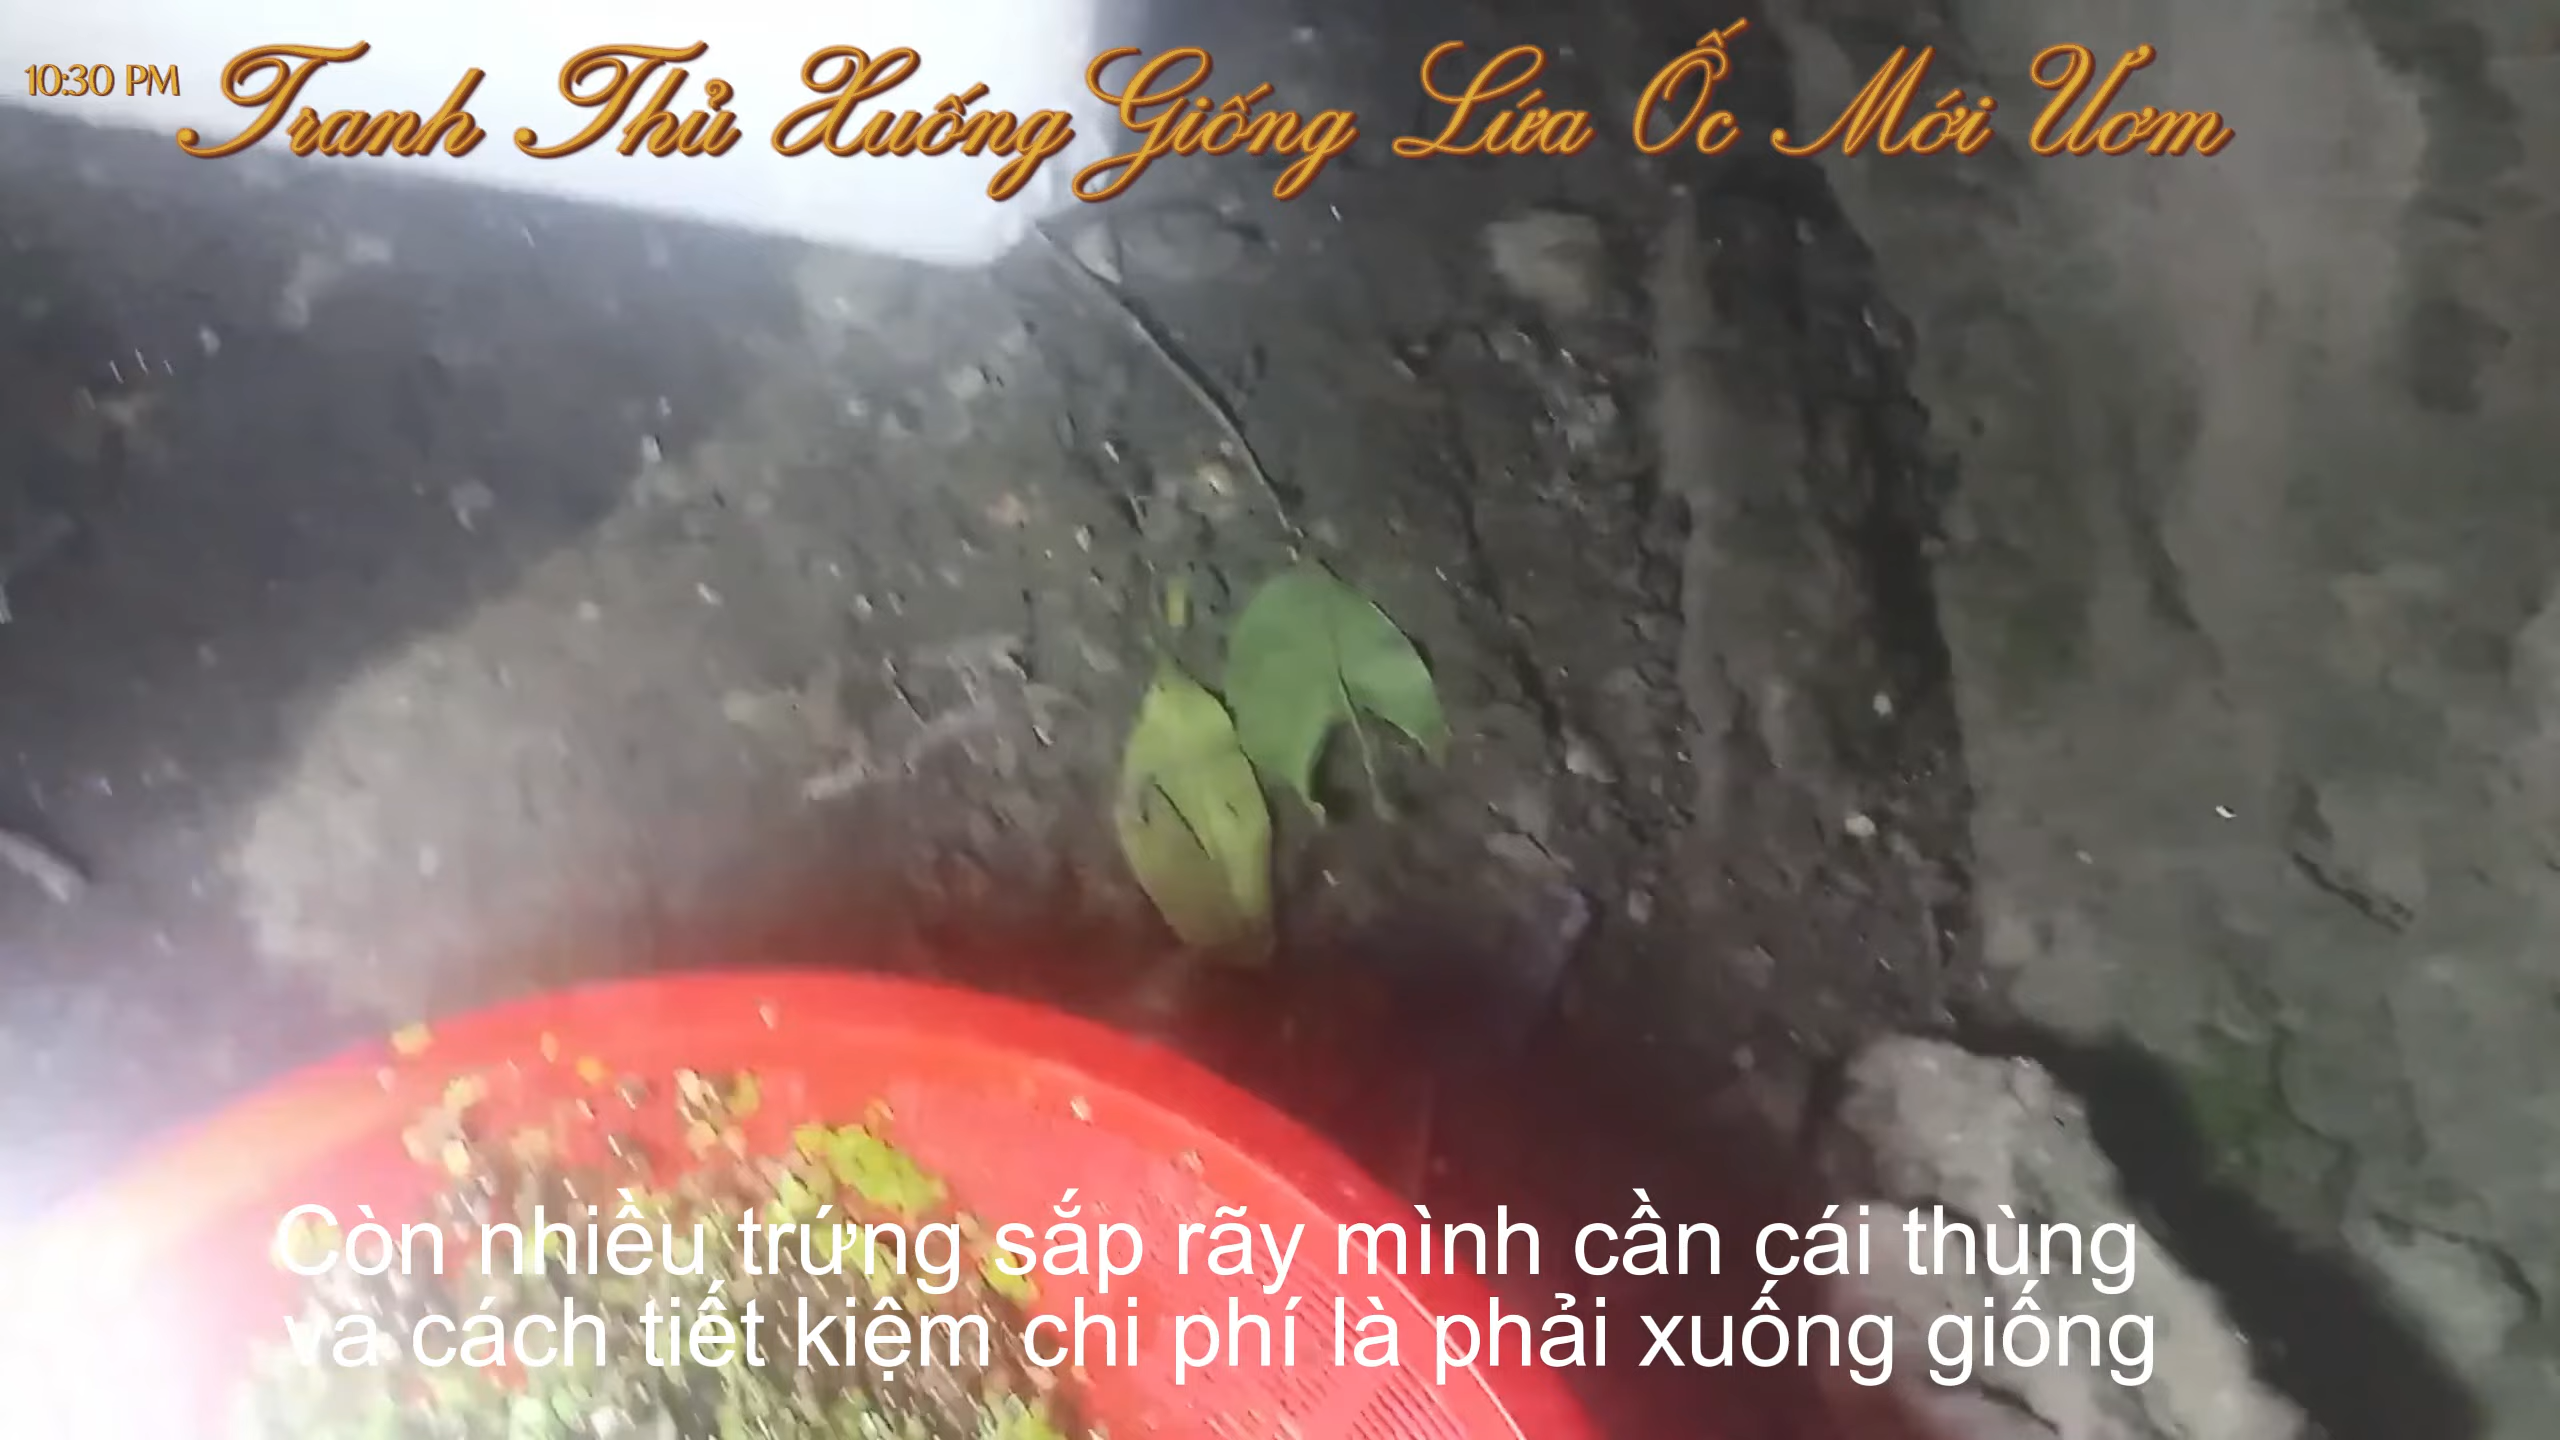 10:30 PM Tranh Thủ Xuống Giống Lứa Ốc Mới Ươm
Còn nhiều trứng sắp rãy mình cần cái thùng
và cách tiết kiệm chi phí là phải xuống giống